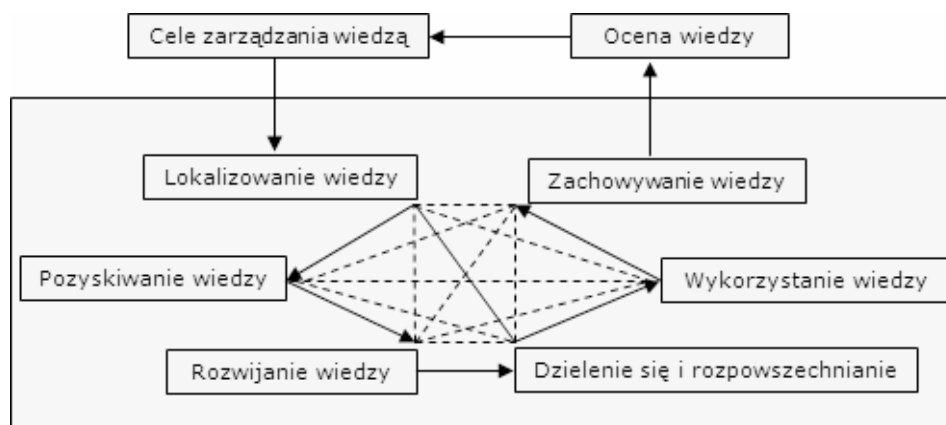 Cele zarządzania wiedzą
Ocena wiedzy
Lokalizowanie wiedzy
Zachowywanie wiedzy
Pozyskiwanie wiedzy
Wykorzystanie wiedzy
Rozwijanie wiedzy
Dzielenie się i rozpowszechnianie